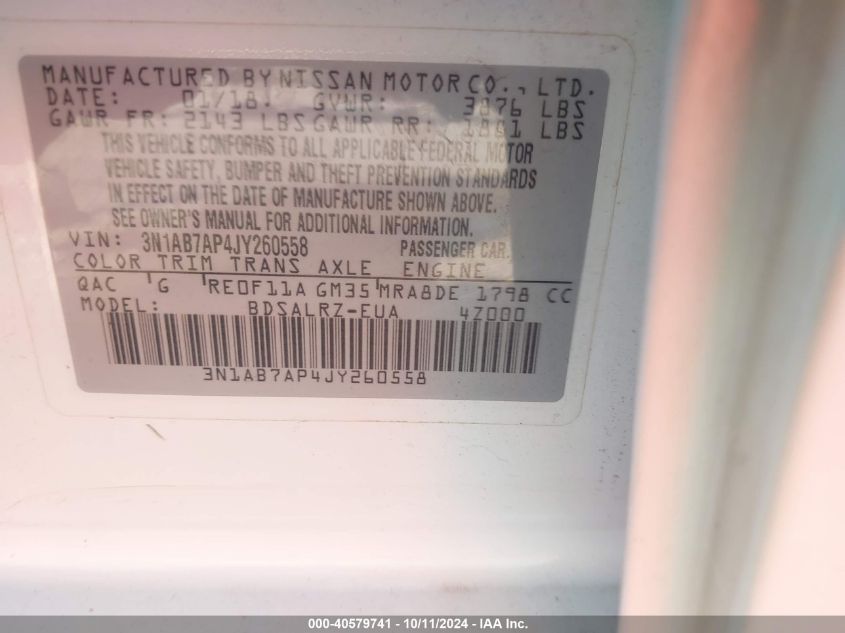 MANUFACTURED BY NISSAN MOTOR CO., LTD.
DATE: 01/18 GVWR: 3876 LBS
GAWR FR: 2143 LBS GAWR RR: 1861 LBS
THIS VEHICLE CONFORMS TO ALL APPLICABLE FEDERAL MOTOR
VEHICLE SAFETY, BUMPER AND THEFT PREVENTION STANDARDS
IN EFFECT ON THE DATE OF MANUFACTURE SHOWN ABOVE.
SEE OWNER'S MANUAL FOR ADDITIONAL INFORMATION.
VIN: 3N1AB7AP4JY260558 PASSENGER CAR.
COLOR TRIM TRANS AXLE ENGINE
QAC G RE0F11A GM35 MRA8DE 1798 CC
MODEL: BDSALRZ-EUA 4Z000
3N1AB7AP4JY260558
000-40579741 - 10/11/2024 - IAA Inc.